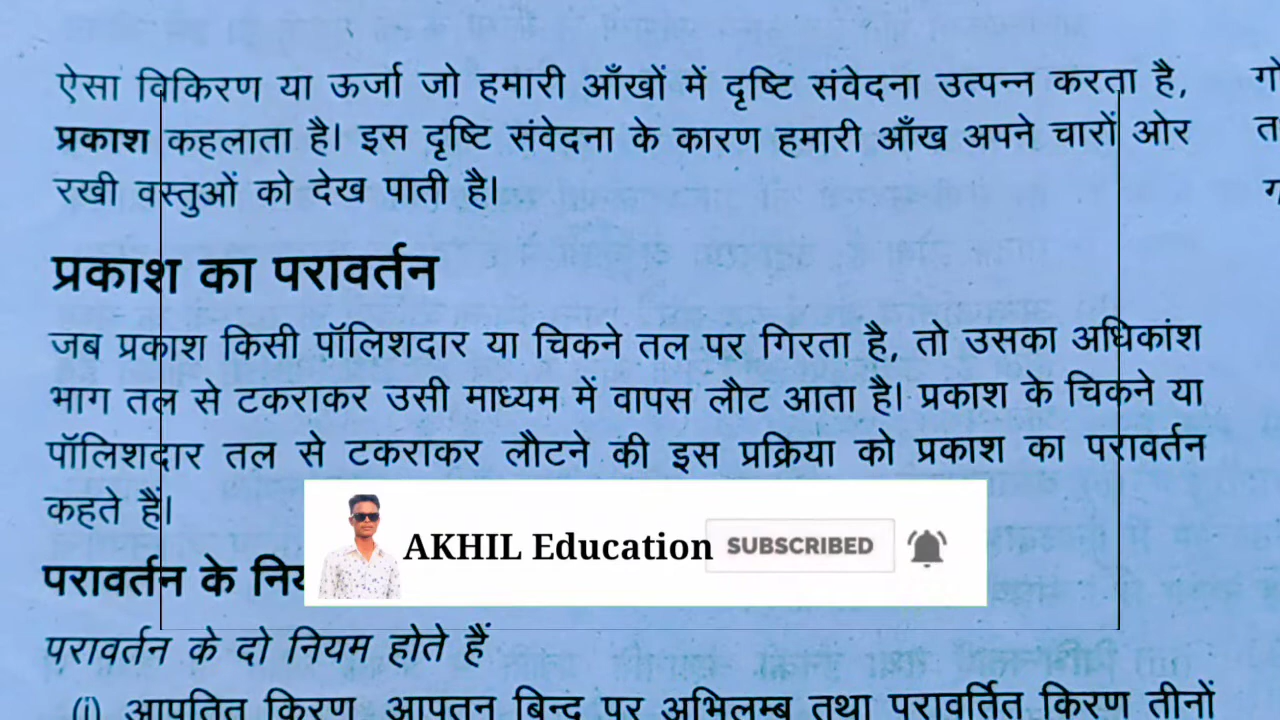 ऐसा विकिरण या ऊर्जा जो हमारी आँखों में दृष्टि संवेदना उत्पन्न करता है,
प्रकाश कहलाता है। इस दृष्टि संवेदना के कारण हमारी आँख अपने चारों ओर
रखी वस्तुओं को देख पाती है।
प्रकाश का परावर्तन
जब प्रकाश किसी पॉलिशदार या चिकने तल पर गिरता है, तो उसका अधिकांश
भाग तल से टकराकर उसी माध्यम में वापस लौट आता है। प्रकाश के चिकने या
पॉलिशदार तल से टकराकर लौटने की इस प्रक्रिया को प्रकाश का परावर्तन
कहते हैं।
AKHIL Education SUBSCRIBED
परावर्तन के
परावर्तन के दो नियम होते हैं
(i) आपतित किरण, आपतन बिन्दु पर अभिलम्ब तथा परावर्तित किरण तीनों